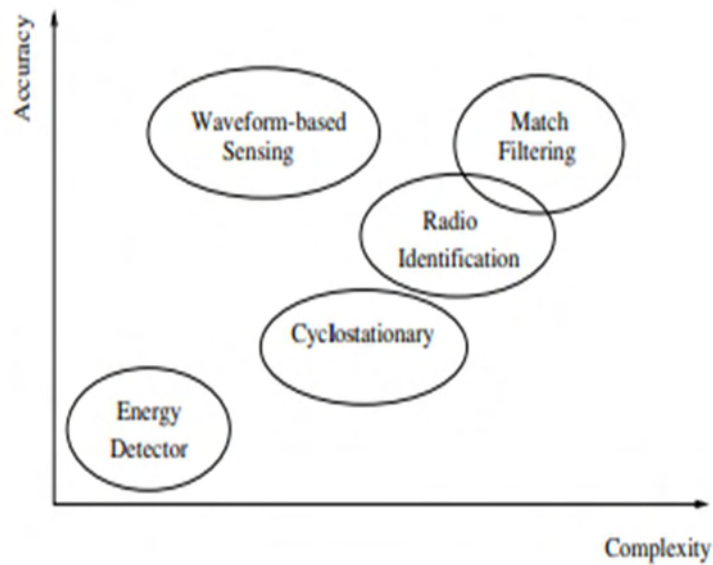 Accuracy
Waveform-based
Sensing
Match
Filtering
Radio
Identification
Cyclostationary
Energy
Detector
Complexity